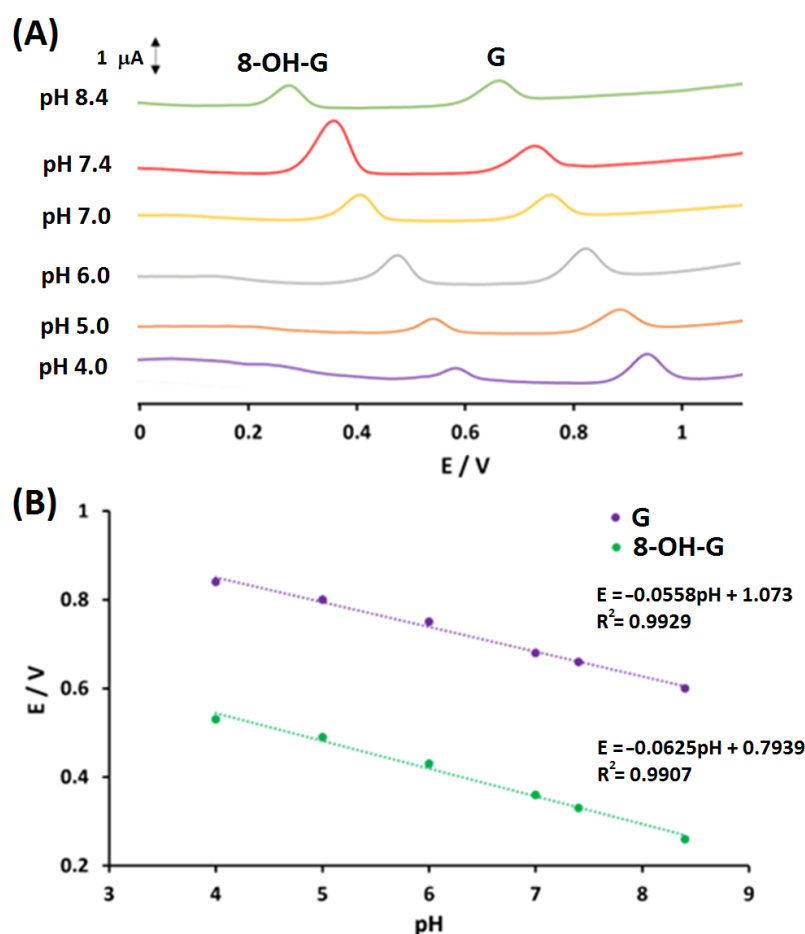 (A)
1 µA
8-OH-G
G
pH 8.4
pH 7.4
pH 7.0
pH 6.0
pH 5.0
pH 4.0
0 0.2 0.4 0.6 0.8 1
E / V
(B)
1
0.8
0.6
0.4
0.2
E / V
G
8-OH-G
E = –0.0558pH + 1.073
R²= 0.9929
E = –0.0625pH + 0.7939
R²= 0.9907
3 4 5 6 7 8 9
pH